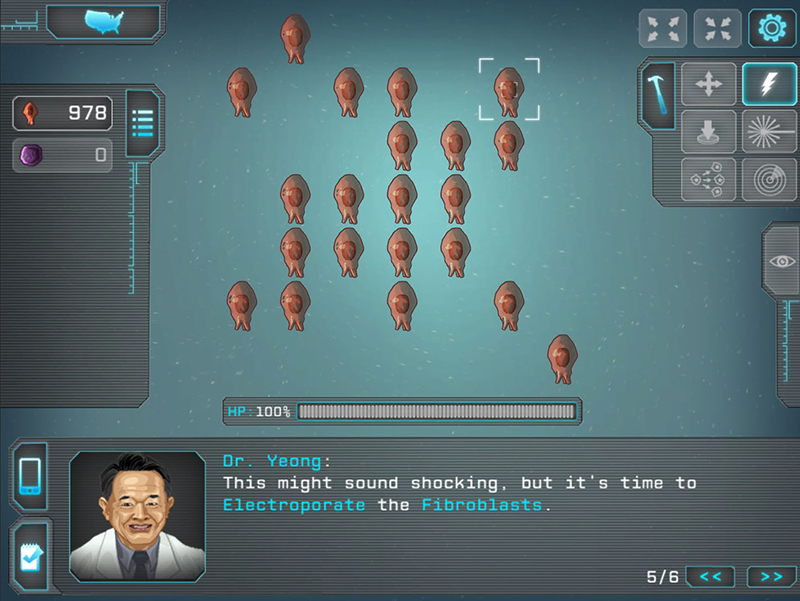 978
0
HP:100%
Dr. Yeong:
This might sound shocking, but it's time to
Electroporate the Fibroblasts.
5/6 << >>